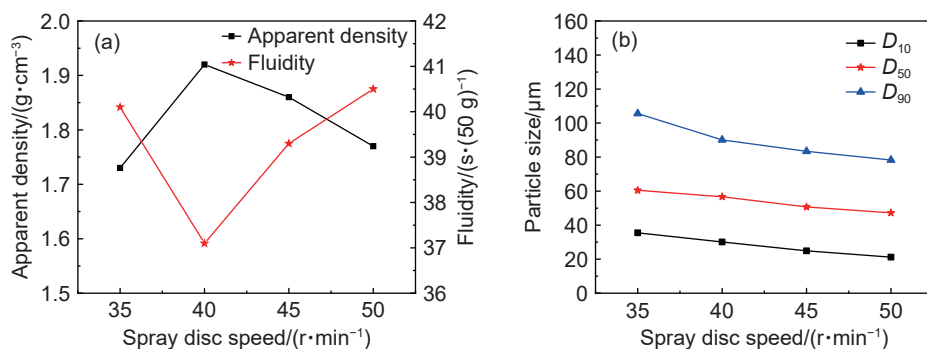 (a)
Apparent density
Fluidity
Apparent density/(g•cm⁻³)
2.0
1.9
1.8
1.7
1.6
1.5
42
41
40
39
38
37
36
Fluidity/(s•(50 g)⁻¹)
35 40 45 50
Spray disc speed/(r•min⁻¹)
(b)
D₁₀
D₅₀
D₉₀
Particle size/μm
160
140
120
100
80
60
40
20
0
35 40 45 50
Spray disc speed/(r•min⁻¹)